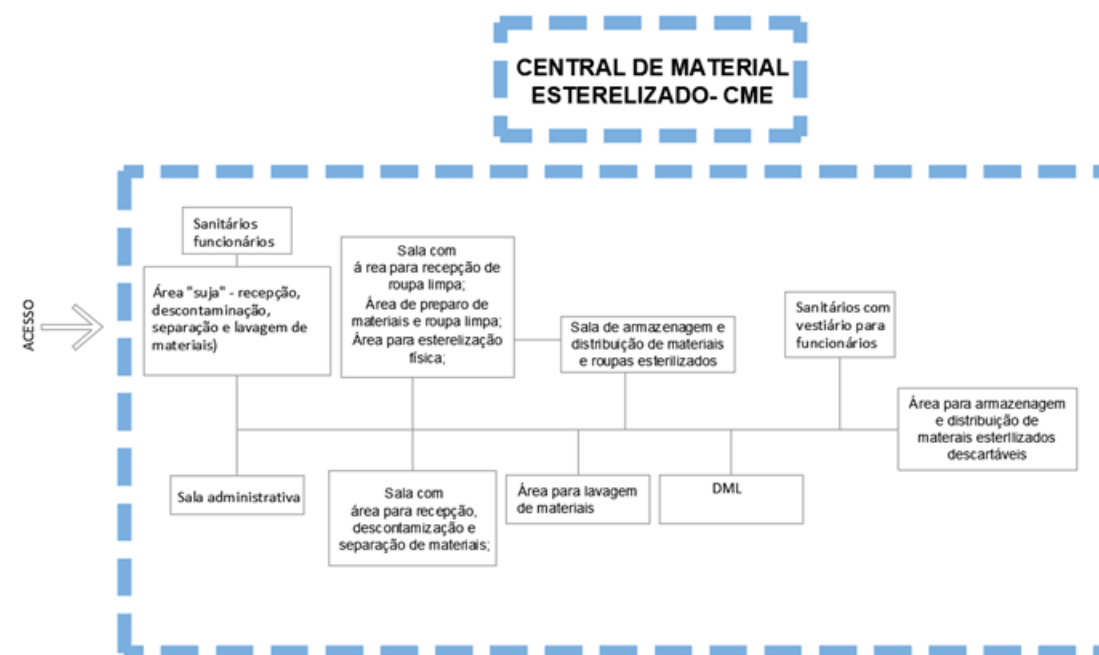 CENTRAL DE MATERIAL
ESTERELIZADO- CME
ACESSO
Sanitários
funcionários
Área "suja" - recepção,
descontaminação,
separação e lavagem de
materiais)
Sala com
á rea para recepção de
roupa limpa;
Área de preparo de
materiais e roupa limpa;
Área para esterelização
física;
Sala de armazenagem e
distribuição de materiais
e roupas esterilizados
Sanitários com
vestiário para
funcionários
Área para armazenagem
e distribuição de
materais esterllizados
descartáveis
Sala administrativa
Sala com
área para recepção,
descontamização e
separação de materiais;
Área para lavagem
de materiais
DML